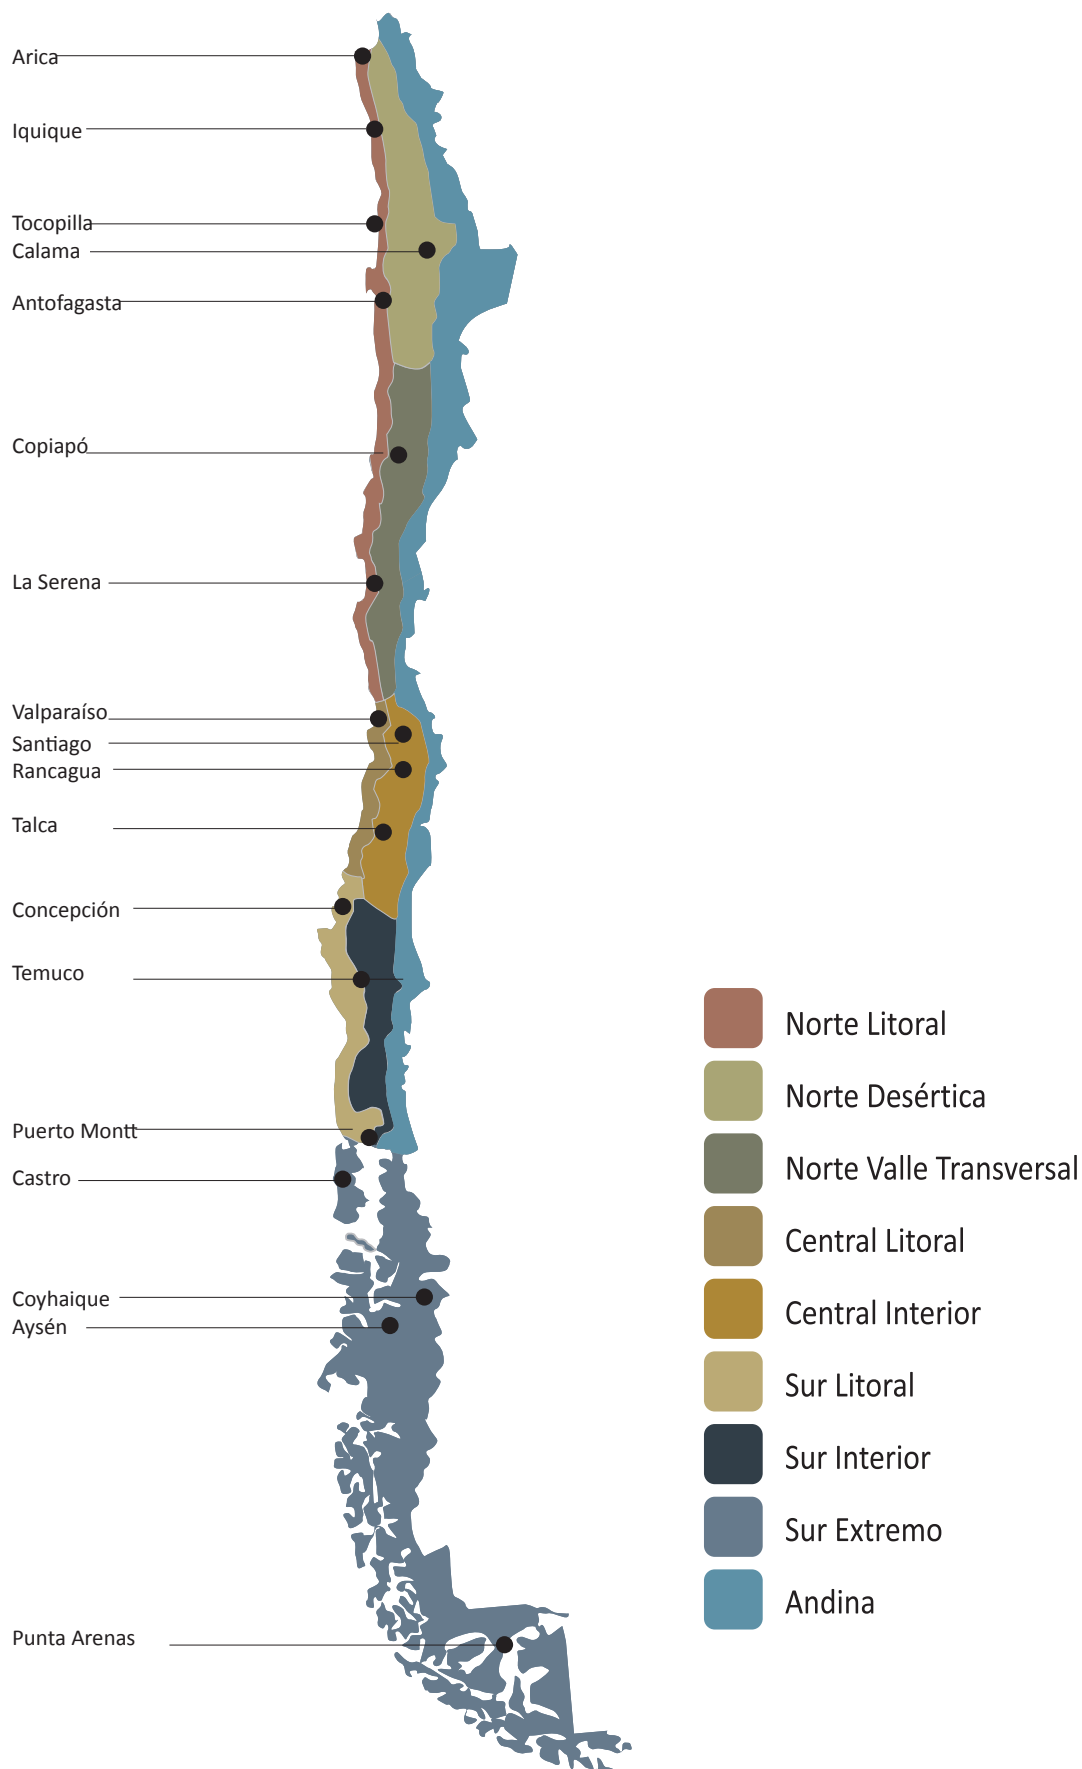 Arica
Iquique
Tocopilla
Calama
Antofagasta
Copiapó
La Serena
Valparaíso
Santiago
Rancagua
Talca
Concepción
Temuco
Puerto Montt
Castro
Coyhaique
Aysén
Punta Arenas
Norte Litoral
Norte Desértica
Norte Valle Transversal
Central Litoral
Central Interior
Sur Litoral
Sur Interior
Sur Extremo
Andina